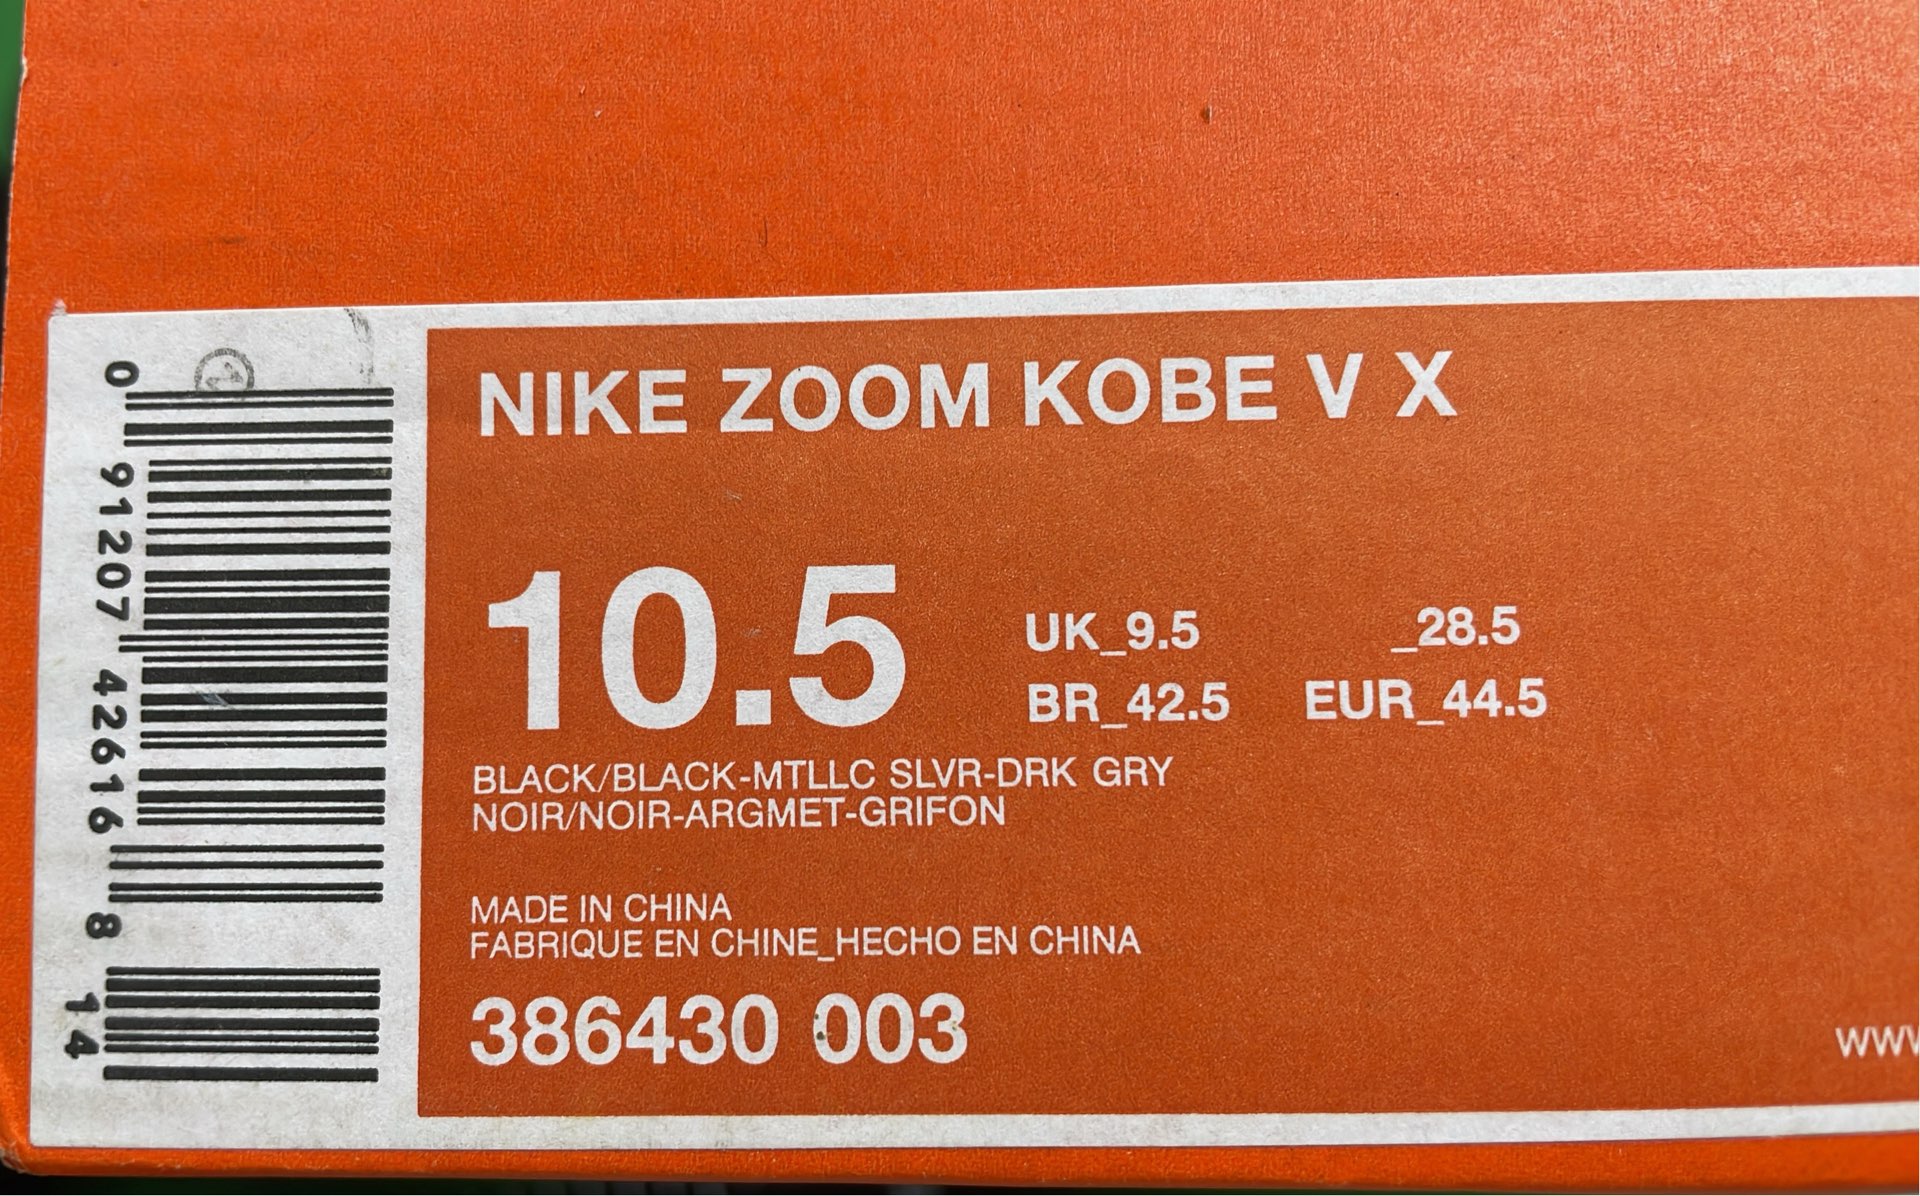 0 91207 42616 8 14
NIKE ZOOM KOBE V X
10.5
UK_9.5 _28.5
BR_42.5 EUR_44.5
BLACK/BLACK-MTLLC SLVR-DRK GRY
NOIR/NOIR-ARGMET-GRIFON
MADE IN CHINA
FABRIQUE EN CHINE_HECHO EN CHINA
386430 003